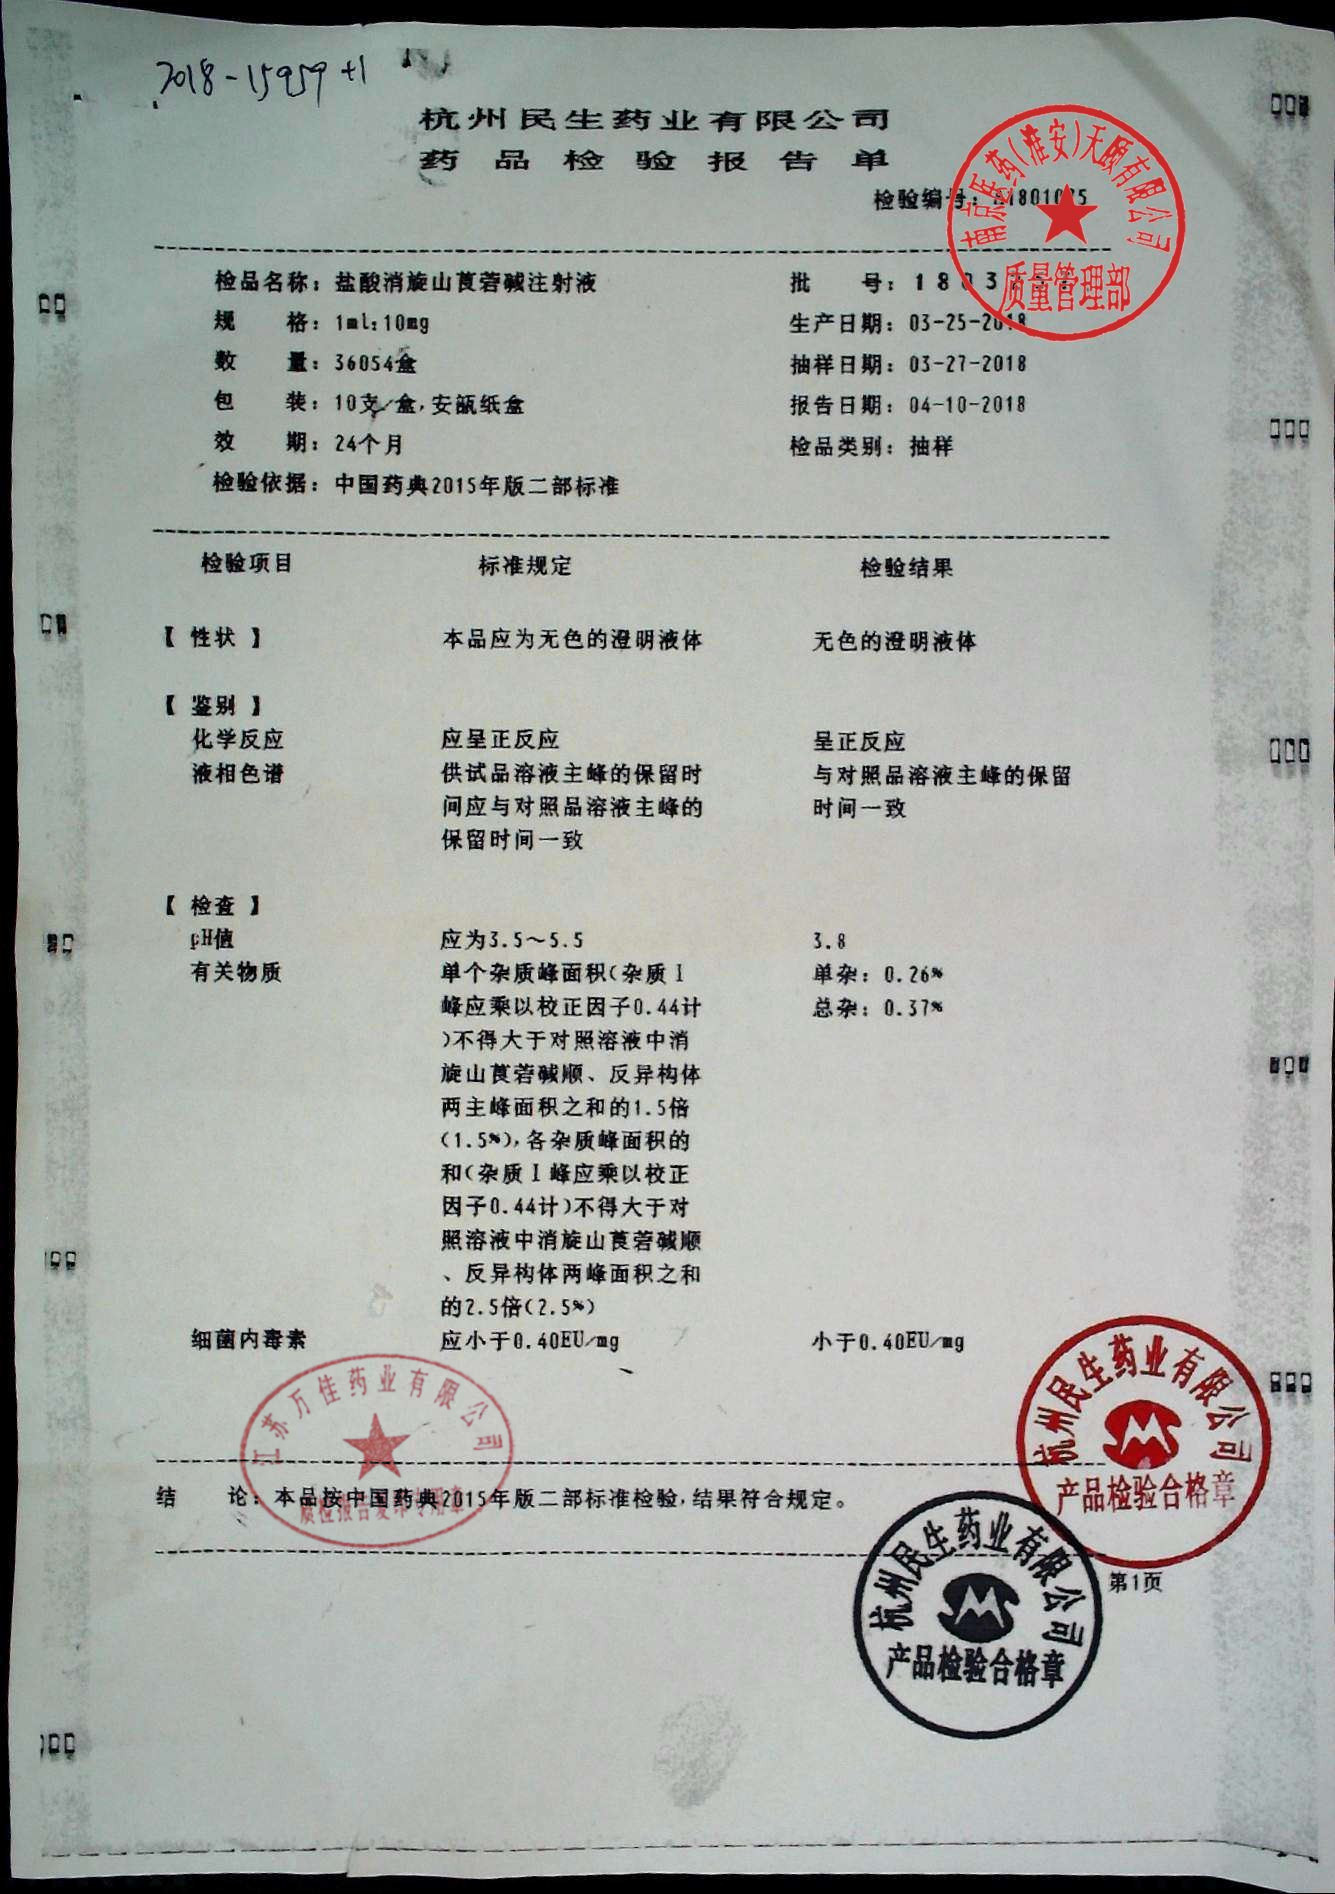 2018-15959+1
杭州民生药业有限公司
药品检验报告单
检验编号：
南京医药(淮安)天颐有限公司
质量管理部
检品名称：盐酸消旋山莨菪碱注射液
批 号：1803
规 格：1ml:10mg
生产日期：03-25-2018
数 量：36054盒
抽样日期：03-27-2018
包 装：10支/盒,安瓿纸盒
报告日期：04-10-2018
效 期：24个月
检品类别：抽样
检验依据：中国药典2015年版二部标准
检验项目 标准规定 检验结果
【 性状 】 本品应为无色的澄明液体 无色的澄明液体
【 鉴别 】
化学反应 应呈正反应 呈正反应
液相色谱 供试品溶液主峰的保留时 与对照品溶液主峰的保留
间应与对照品溶液主峰的 时间一致
保留时间一致
【 检查 】
pH值 应为3.5～5.5 3.8
有关物质 单个杂质峰面积(杂质Ⅰ 单杂：0.26%
峰应乘以校正因子0.44计 总杂：0.37%
)不得大于对照溶液中消
旋山莨菪碱顺、反异构体
两主峰面积之和的1.5倍
(1.5%),各杂质峰面积的
和(杂质Ⅰ峰应乘以校正
因子0.44计)不得大于对
照溶液中消旋山莨菪碱顺
、反异构体两峰面积之和
的2.5倍(2.5%)
细菌内毒素 应小于0.40EU/mg 小于0.40EU/mg
江苏万佳药业有限公司
质检报告复印专用章
杭州民生药业有限公司
产品检验合格章
结 论：本品按中国药典2015年版二部标准检验,结果符合规定。
第1页
杭州民生药业有限公司
产品检验合格章